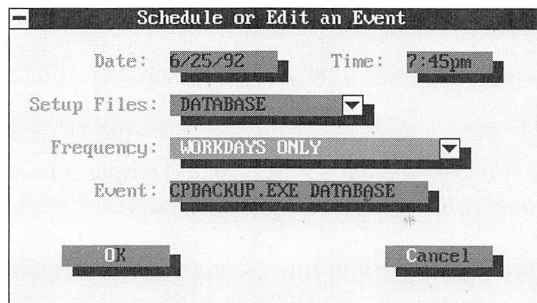 Schedule or Edit an Event
Date: 6/25/92 Time: 7:45pm
Setup Files: DATABASE
Frequency: WORKDAYS ONLY
Event: CPBACKUP.EXE DATABASE
OK Cancel